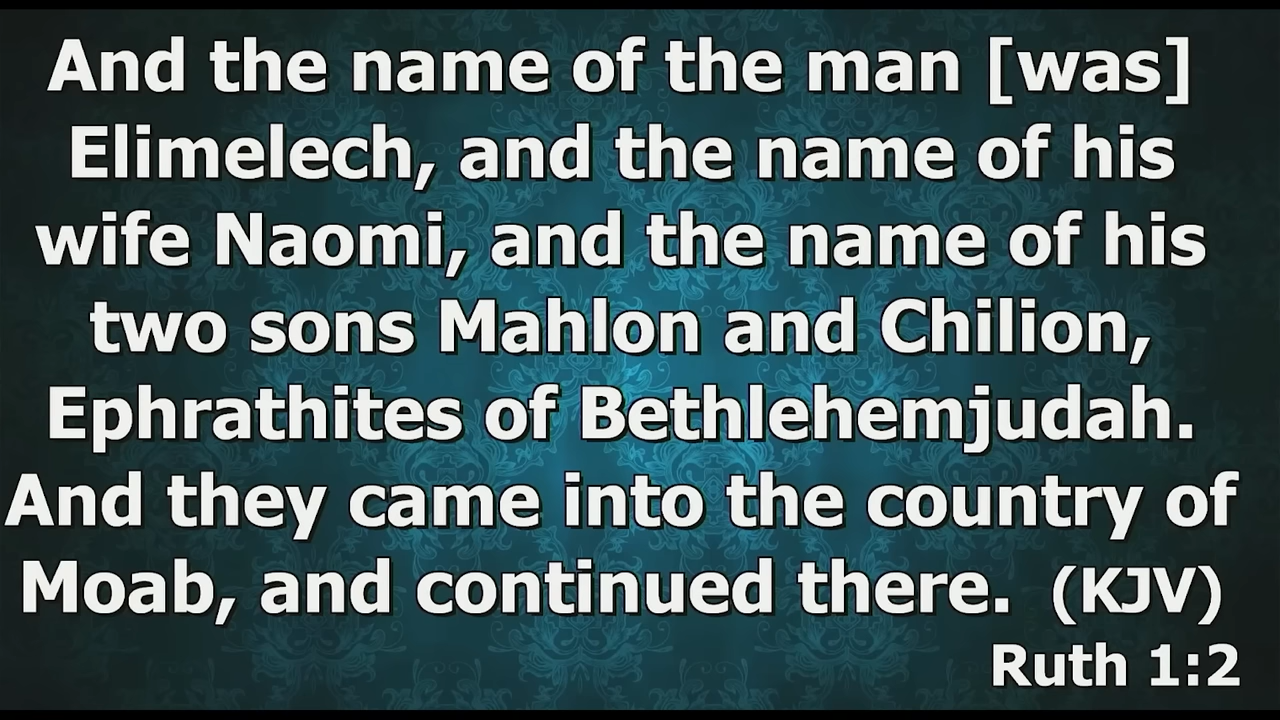 And the name of the man [was]
Elimelech, and the name of his
wife Naomi, and the name of his
two sons Mahlon and Chilion,
Ephrathites of Bethlehemjudah.
And they came into the country of
Moab, and continued there. (KJV)
Ruth 1:2